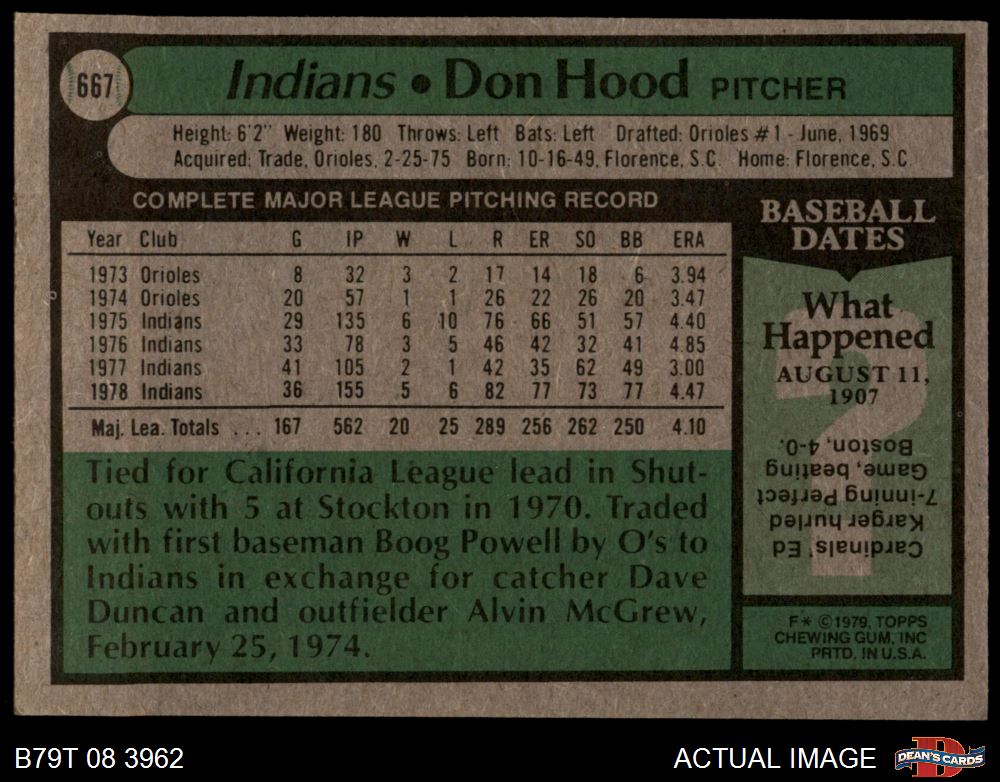 667
Indians • Don Hood PITCHER
Height: 6'2" Weight: 180 Throws: Left Bats: Left Drafted: Orioles #1 - June, 1969
Acquired: Trade, Orioles, 2-25-75 Born: 10-16-49, Florence, S.C. Home: Florence, S.C.
COMPLETE MAJOR LEAGUE PITCHING RECORD
Year Club G IP W L R ER SO BB ERA
1973 Orioles 8 32 3 2 17 14 18 6 3.94
1974 Orioles 20 57 1 1 26 22 26 20 3.47
1975 Indians 29 135 6 10 76 66 51 57 4.40
1976 Indians 33 78 3 5 46 42 32 41 4.85
1977 Indians 41 105 2 1 42 35 62 49 3.00
1978 Indians 36 155 5 6 82 77 73 77 4.47
Maj. Lea. Totals ... 167 562 20 25 289 256 262 250 4.10
Tied for California League lead in Shut-
outs with 5 at Stockton in 1970. Traded
with first baseman Boog Powell by O's to
Indians in exchange for catcher Dave
Duncan and outfielder Alvin McGrew,
February 25, 1974.
BASEBALL
DATES
What
Happened
AUGUST 11,
1907
Cardinals' Ed
Karger hurled
7-inning Perfect
Game, beating
Boston, 4-0.
F* ©1979, TOPPS
CHEWING GUM, INC
PRTD. IN U.S.A.
B79T 08 3962
ACTUAL IMAGE
D
DEAN'S CARDS